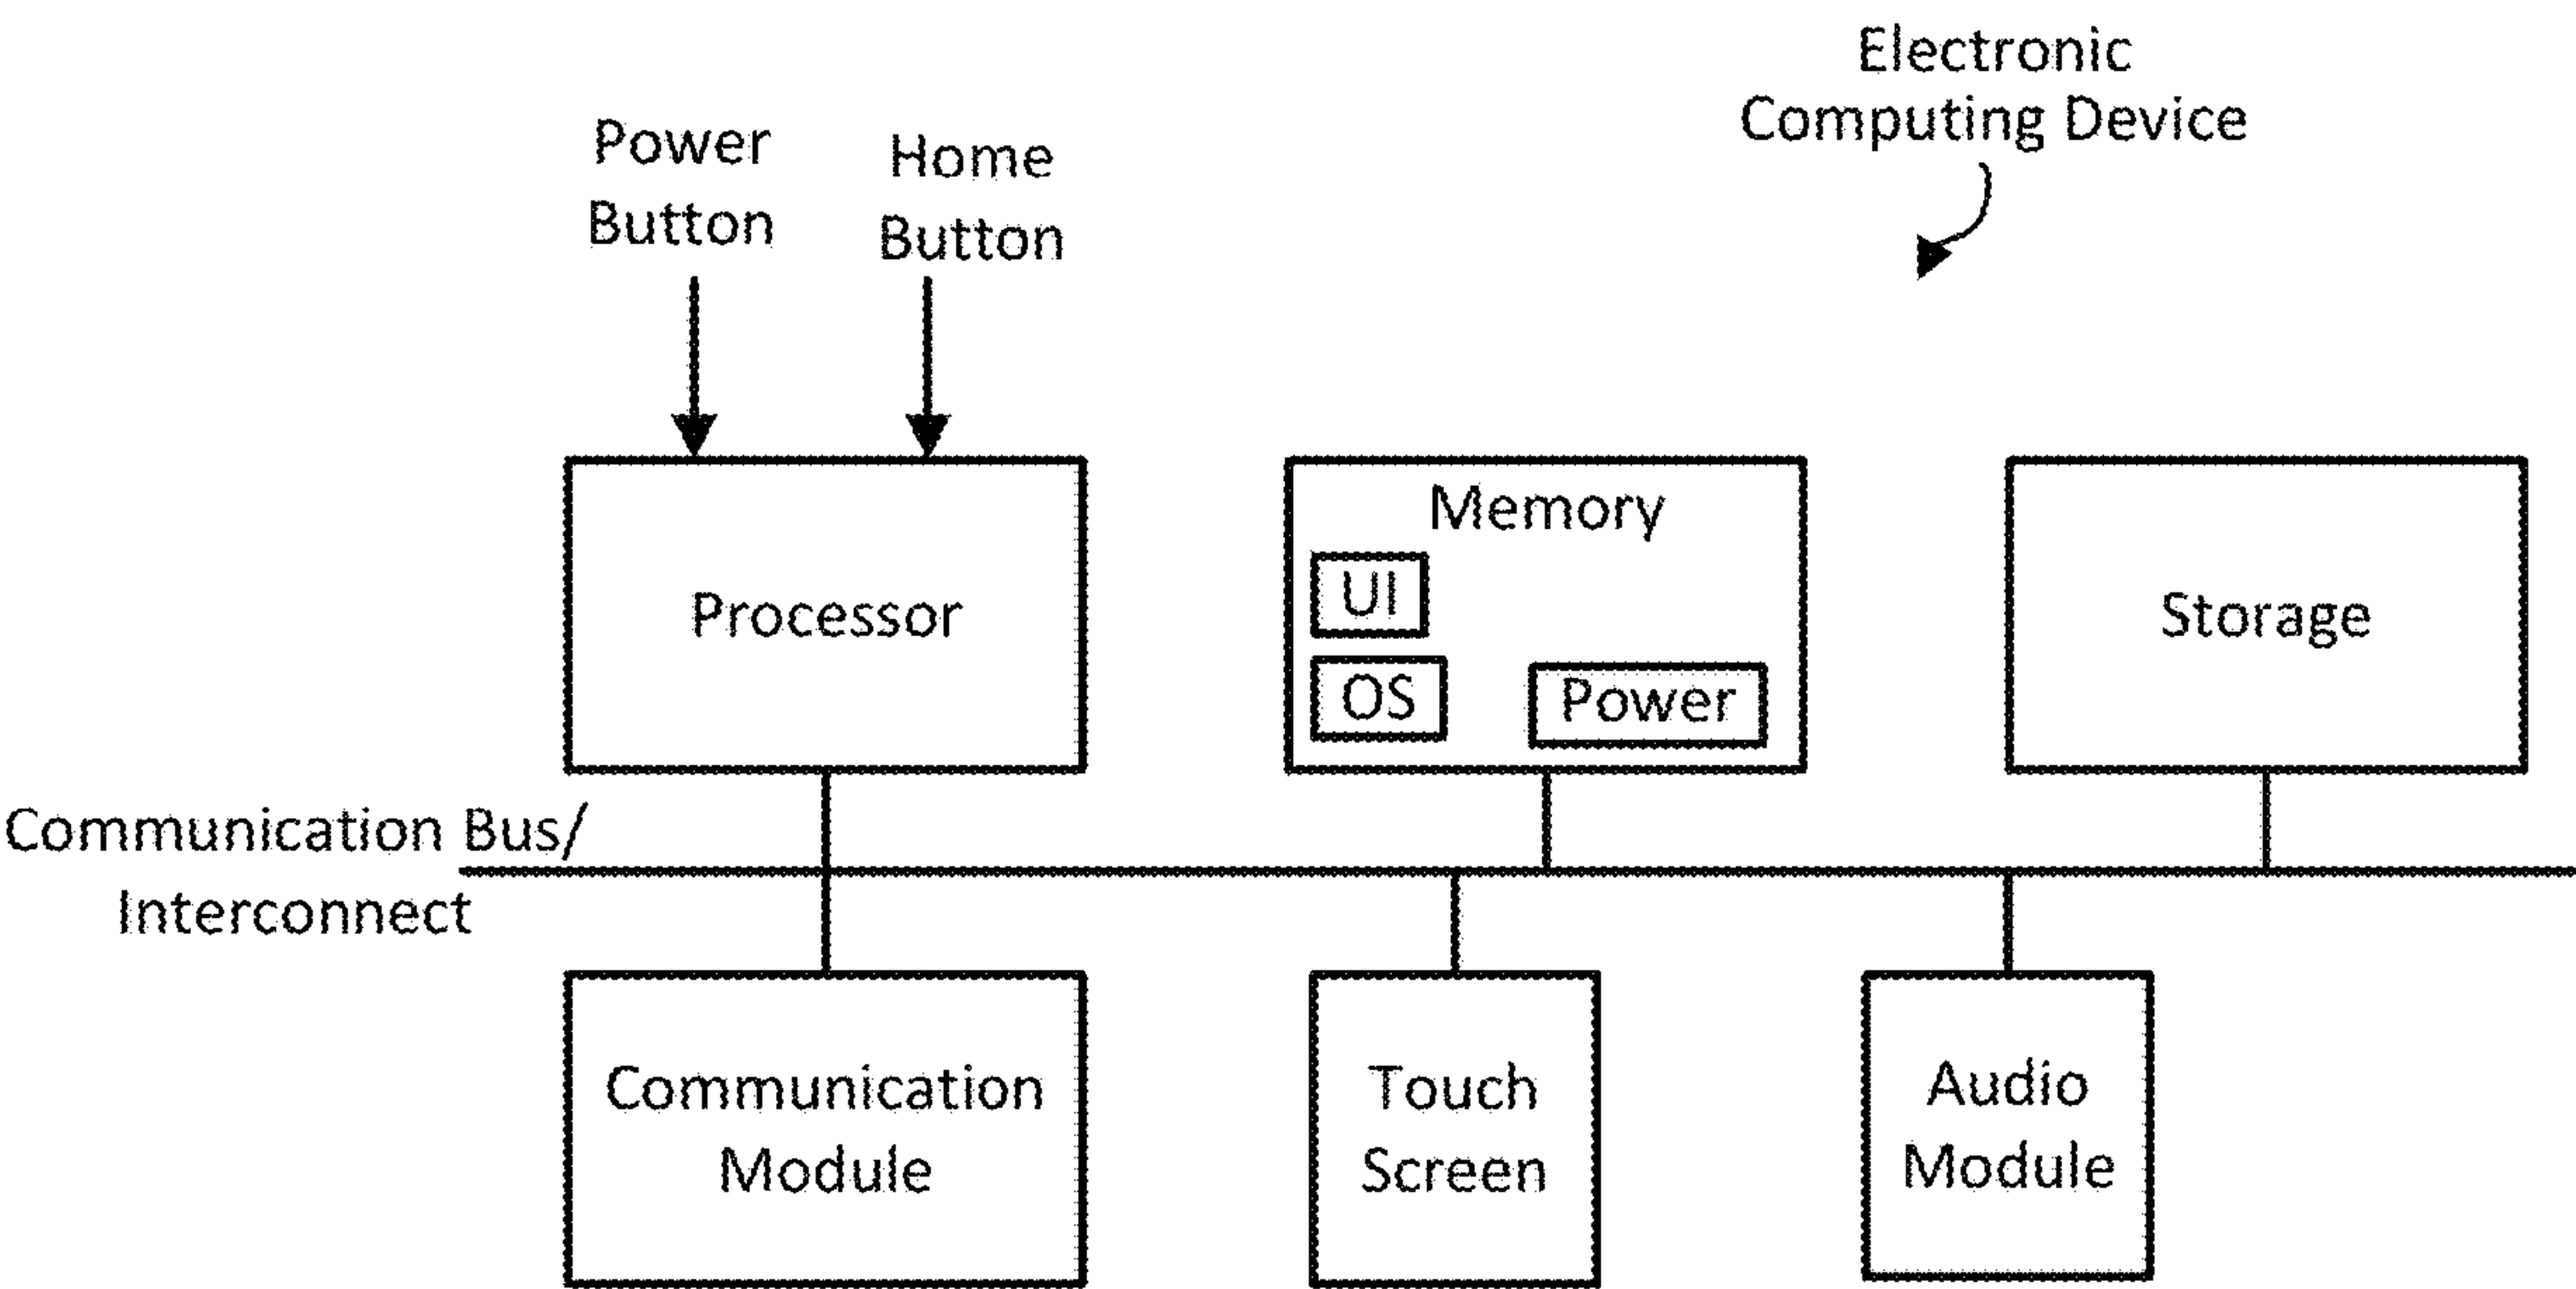 Electronic
Computing Device
Power
Button
Home
Button
Processor
Memory
UI
OS
Power
Storage
Communication Bus/
Interconnect
Communication
Module
Touch
Screen
Audio
Module